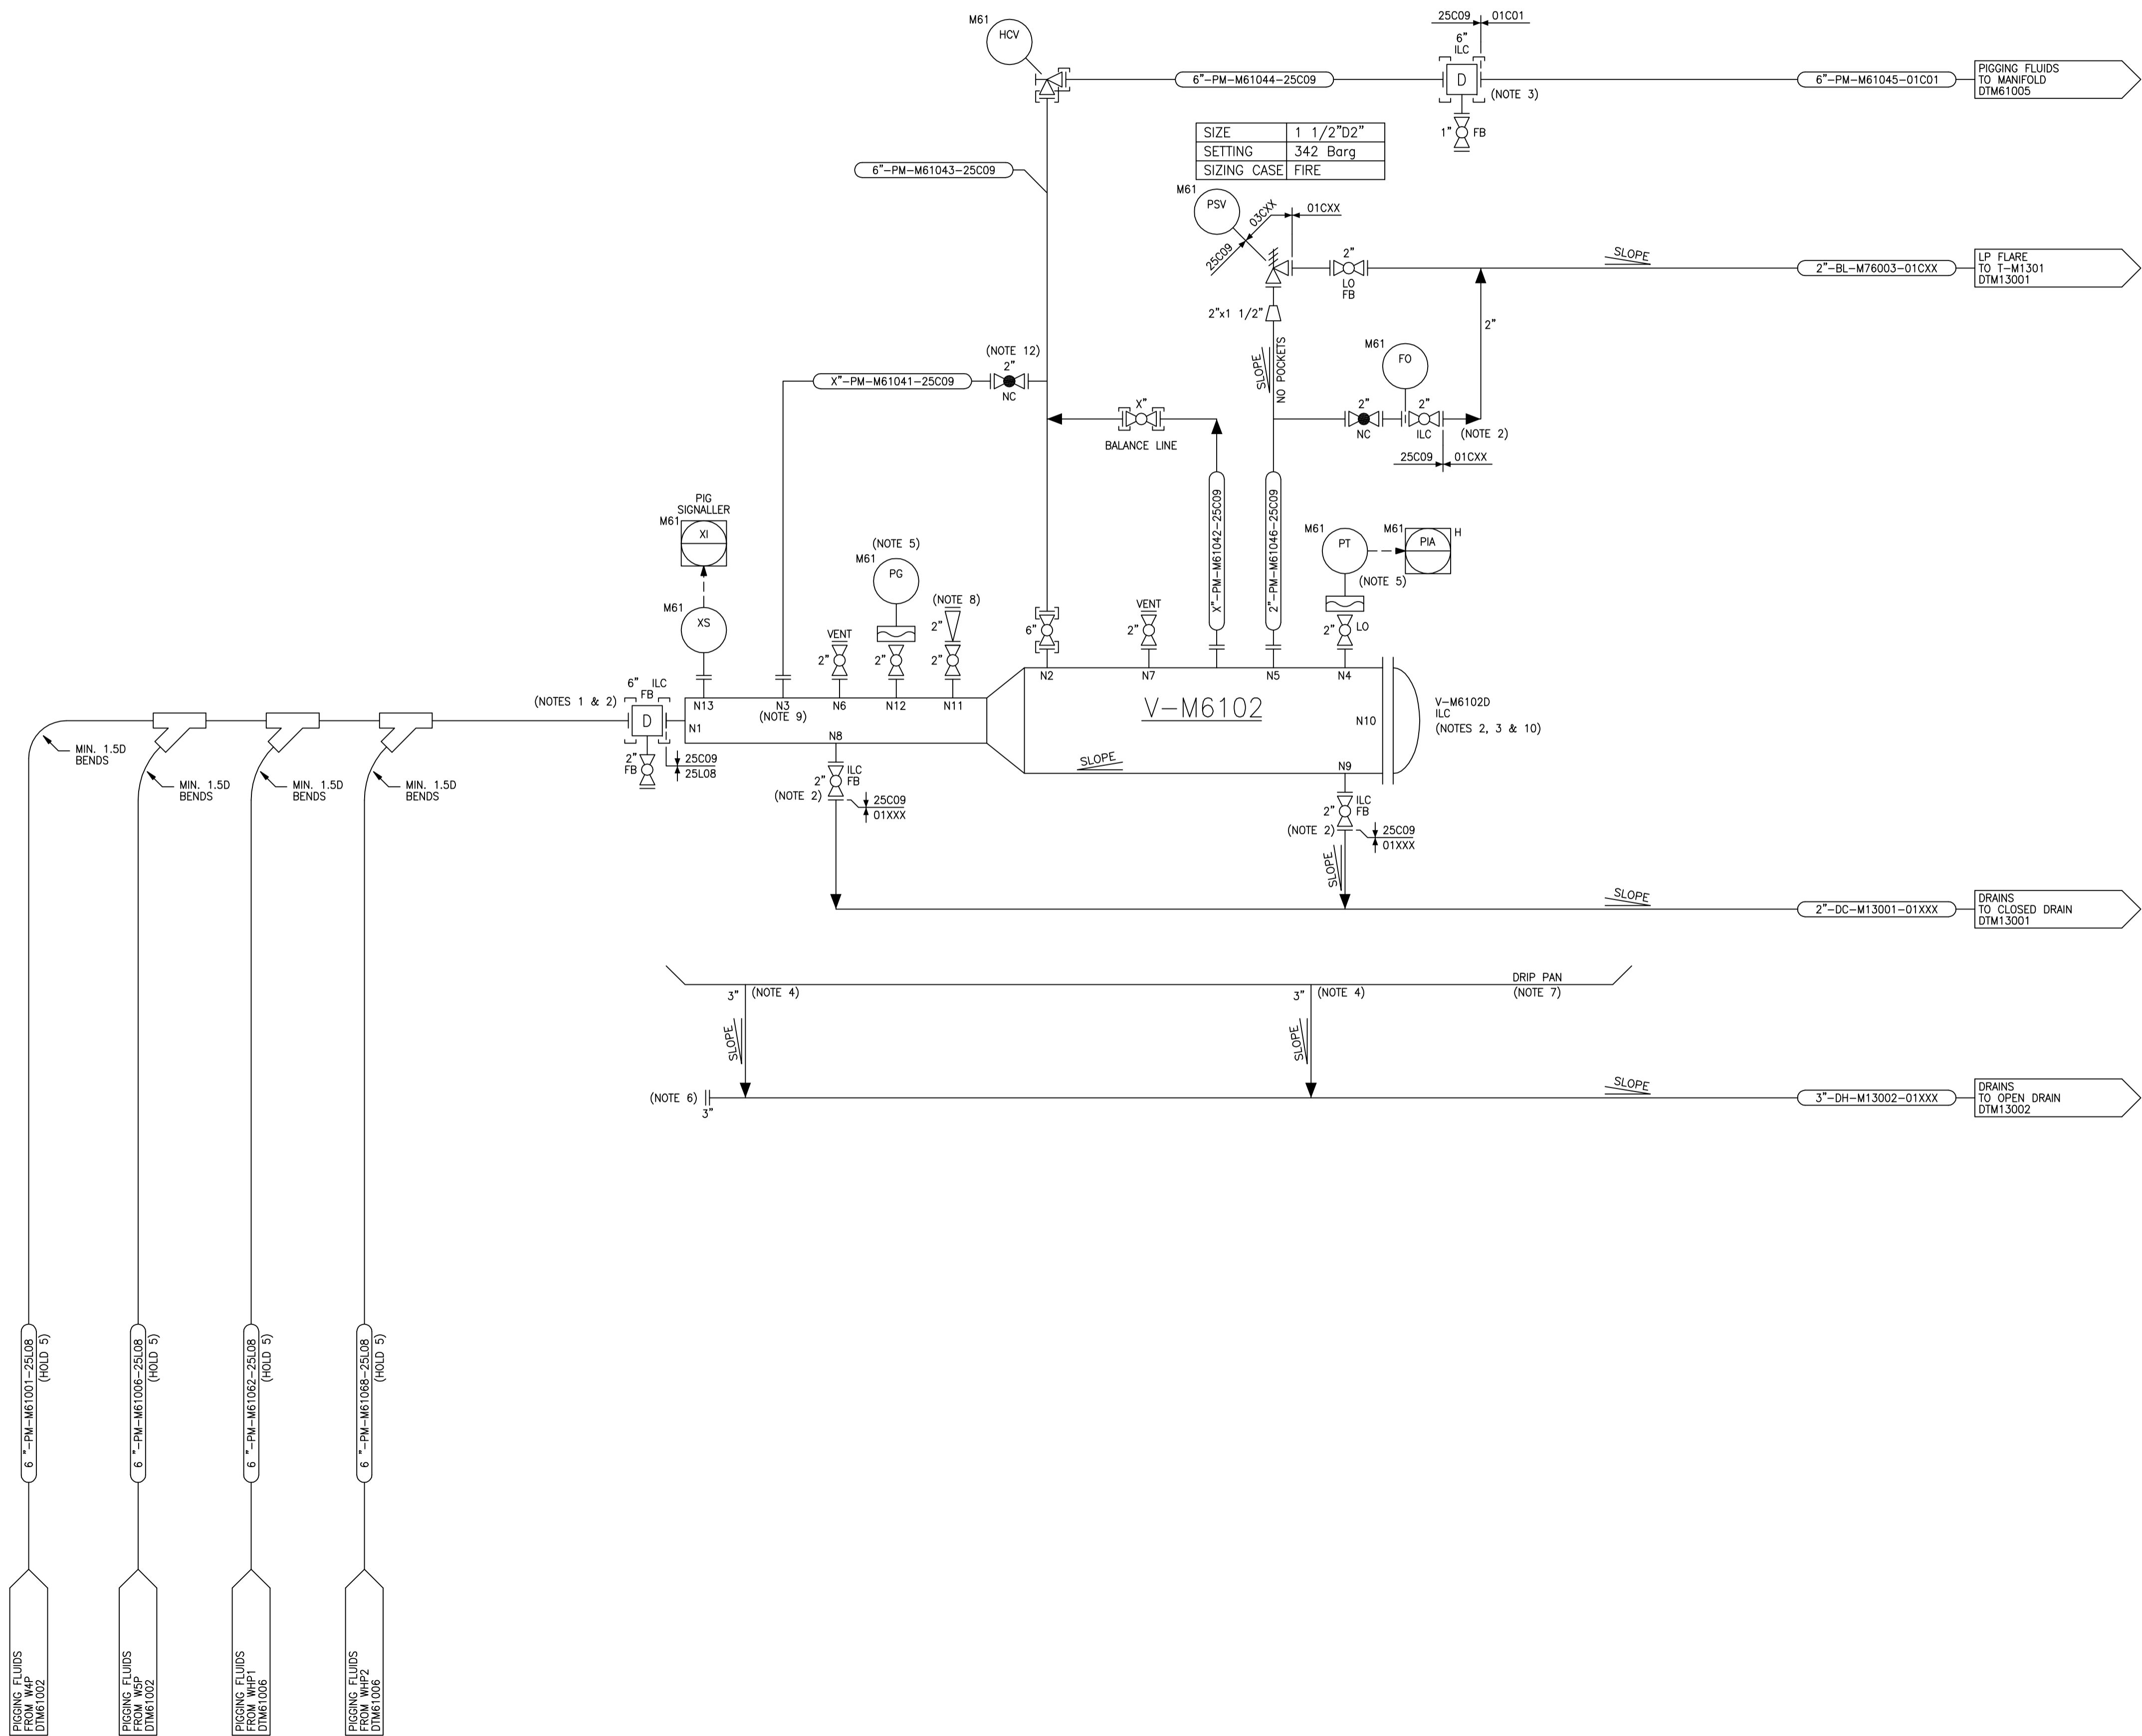 M61
HCV
6"-PM-M61044-25C09
25C09
01C01
6"
ILC
D
(NOTE 3)
1"
FB
6"-PM-M61045-01C01
PIGGING FLUIDS
TO MANIFOLD
DTM61005
6"-PM-M61043-25C09
SIZE 1 1/2"D2"
SETTING 342 Barg
SIZING CASE FIRE
M61
PSV
25C09
03CXX
01CXX
2"
LO
FB
SLOPE
2"-BL-M76003-01CXX
LP FLARE
TO T-M1301
DTM13001
2"x1 1/2"
SLOPE
NO POCKETS
2"
M61
FO
(NOTE 12)
2"
NC
X"-PM-M61041-25C09
X"
BALANCE LINE
2"
NC
2"
ILC
(NOTE 2)
25C09
01CXX
X"-PM-M61042-25C09
2"-PM-M61046-25C09
PIG
SIGNALLER
M61
XI
M61
XS
(NOTE 5)
M61
PG
(NOTE 8)
2"
M61
PT
(NOTE 5)
M61
PIA
H
VENT
2"
2"
2"
6"
VENT
2"
2"
LO
(NOTES 1 & 2)
6" ILC
FB
D
2"
FB
25C09
25L08
N13
N3
(NOTE 9)
N6
N12
N11
N1
N8
N2
N7
N5
N4
V-M6102
N10
N9
SLOPE
V-M6102D
ILC
(NOTES 2, 3 & 10)
2"
ILC
FB
(NOTE 2)
25C09
01XXX
2"
ILC
FB
(NOTE 2)
25C09
01XXX
SLOPE
SLOPE
2"-DC-M13001-01XXX
DRAINS
TO CLOSED DRAIN
DTM13001
MIN. 1.5D
BENDS
MIN. 1.5D
BENDS
MIN. 1.5D
BENDS
MIN. 1.5D
BENDS
DRIP PAN
(NOTE 7)
3"
(NOTE 4)
3"
(NOTE 4)
SLOPE
SLOPE
(NOTE 6)
3"
SLOPE
3"-DH-M13002-01XXX
DRAINS
TO OPEN DRAIN
DTM13002
6 "-PM-M61001-25L08
(HOLD 5)
6 "-PM-M61006-25L08
(HOLD 5)
6 "-PM-M61062-25L08
(HOLD 5)
6 "-PM-M61068-25L08
(HOLD 5)
PIGGING FLUIDS
FROM W4P
DTM61002
PIGGING FLUIDS
FROM W5P
DTM61002
PIGGING FLUIDS
FROM WHP1
DTM61006
PIGGING FLUIDS
FROM WHP2
DTM61006